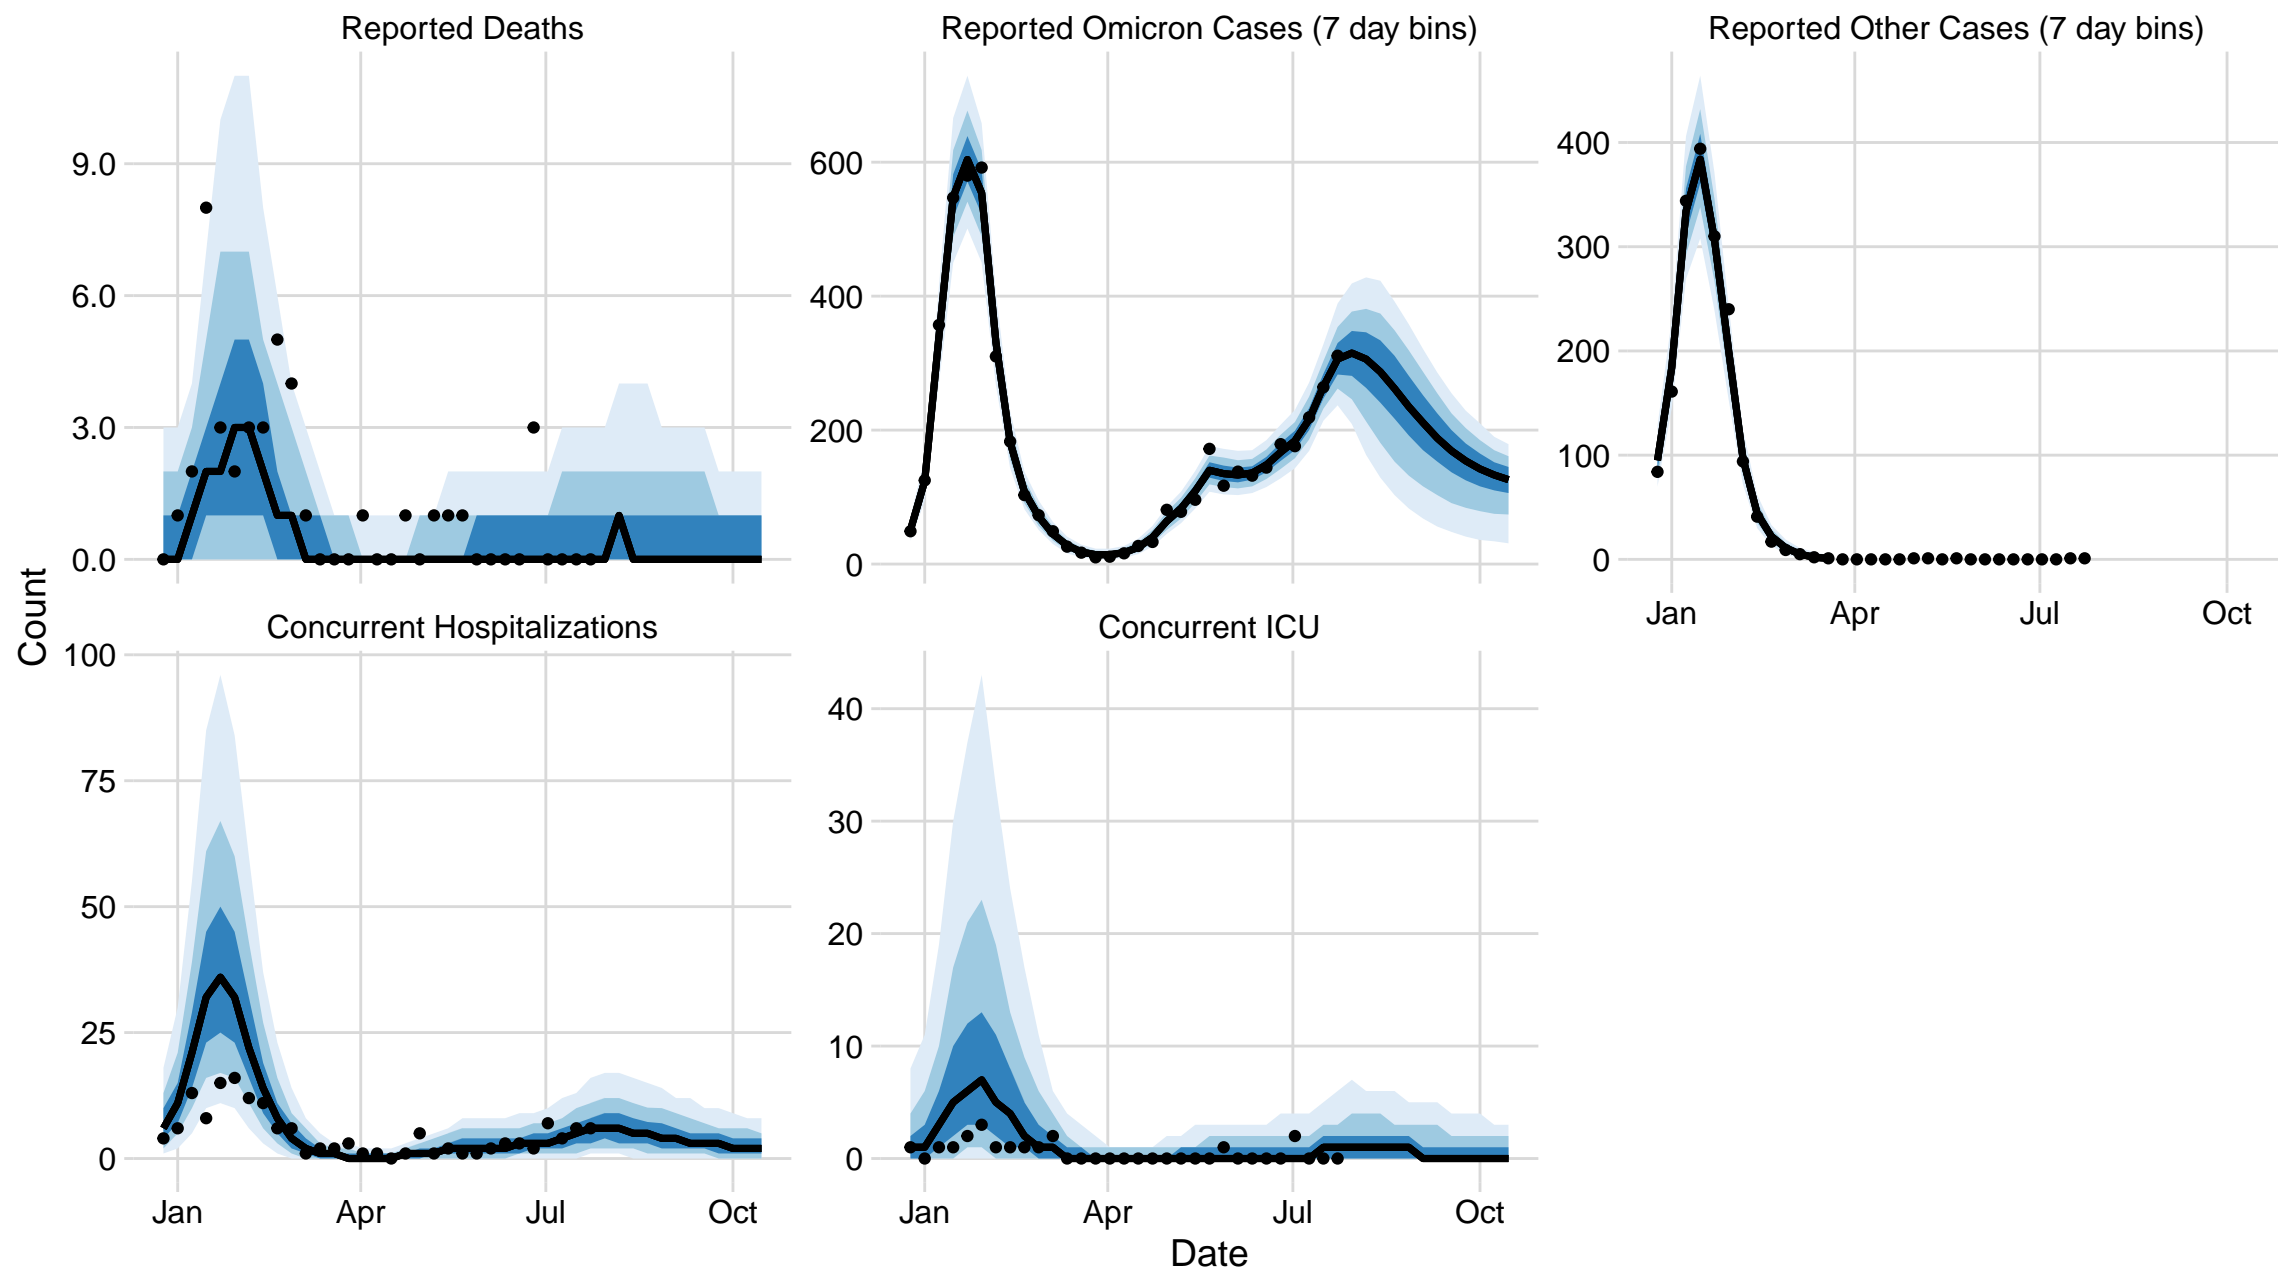 Reported Deaths
Reported Omicron Cases (7 day bins)
Reported Other Cases (7 day bins)
9.0
6.0
3.0
0.0
600
400
200
0
400
300
200
100
0
Jan Apr Jul Oct
Count
Concurrent Hospitalizations
Concurrent ICU
100
75
50
25
0
40
30
20
10
0
Jan Apr Jul Oct
Jan Apr Jul Oct
Date